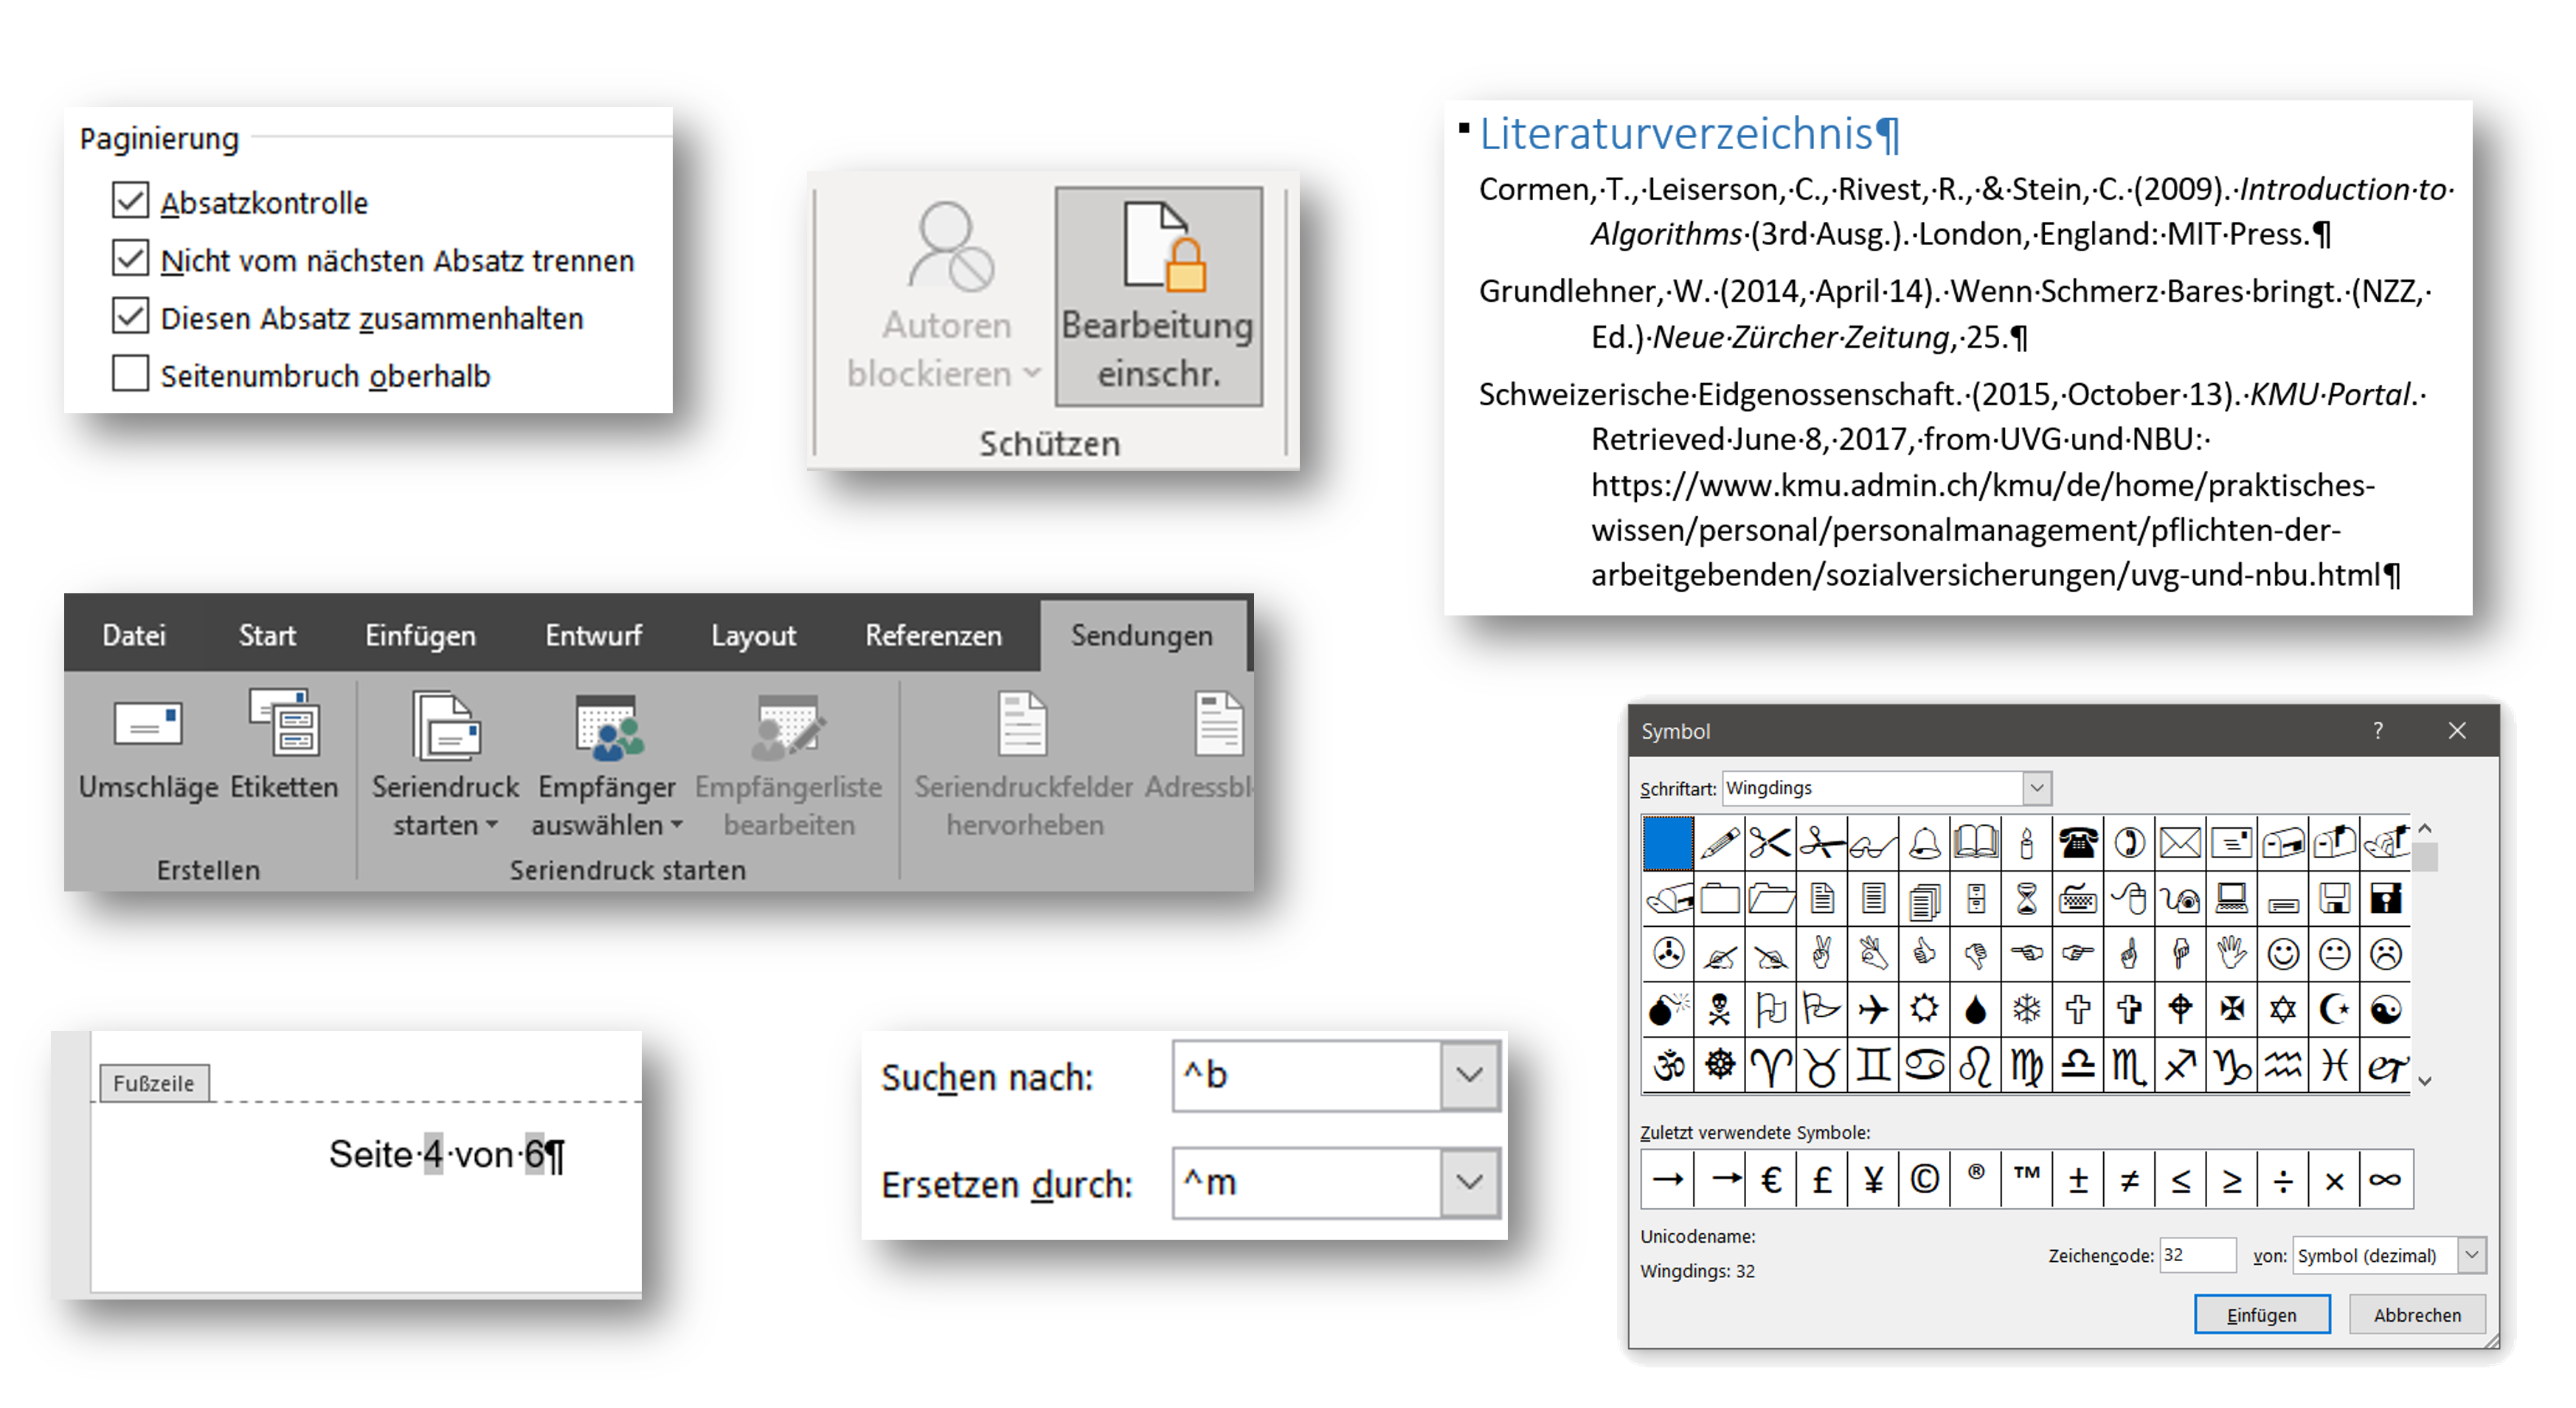 Paginierung
Absatzkontrolle
Nicht vom nächsten Absatz trennen
Diesen Absatz zusammenhalten
Seitenumbruch oberhalb
Autoren
blockieren
Bearbeitung
einschr.
Schützen
Literaturverzeichnis¶
Cormen,·T.,·Leiserson,·C.,·Rivest,·R.,·&·Stein,·C.·(2009).·Introduction·to·
Algorithms·(3rd·Ausg.).·London,·England:·MIT·Press.¶
Grundlehner,·W.·(2014,·April·14).·Wenn·Schmerz·Bares·bringt.·(NZZ,·
Ed.)·Neue·Zürcher·Zeitung,·25.¶
Schweizerische·Eidgenossenschaft.·(2015,·October·13).·KMU·Portal.·
Retrieved·June·8,·2017,·from·UVG·und·NBU:·
https://www.kmu.admin.ch/kmu/de/home/praktisches-
wissen/personal/personalmanagement/pflichten-der-
arbeitgebenden/sozialversicherungen/uvg-und-nbu.html¶
Datei Start Einfügen Entwurf Layout Referenzen Sendungen
Umschläge
Etiketten
Seriendruck
starten
Empfänger
auswählen
Empfängerliste
bearbeiten
Seriendruckfelder
hervorheben
Adressbl
Erstellen
Seriendruck starten
Symbol ?
Schriftart: Wingdings
Zuletzt verwendete Symbole:
→ → € £ ¥ © ® ™ ± ≠ ≤ ≥ ÷ × ∞
Unicodename:
Wingdings: 32
Zeichencode: 32 von: Symbol (dezimal)
Einfügen Abbrechen
Fußzeile
Seite·4·von·6¶
Suchen nach: ^b
Ersetzen durch: ^m